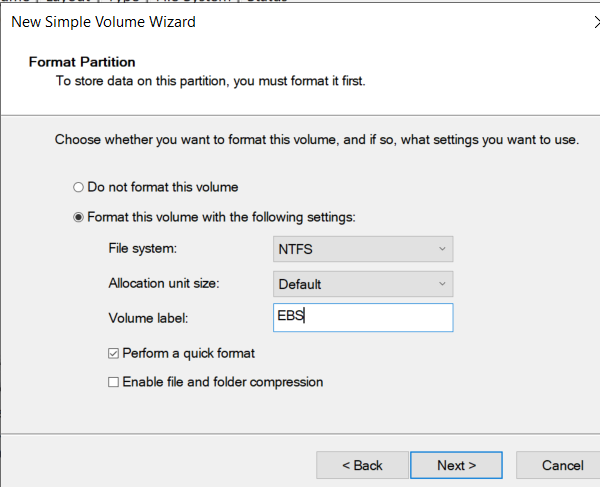 New Simple Volume Wizard
Format Partition
To store data on this partition, you must format it first.
Choose whether you want to format this volume, and if so, what settings you want to use.
Do not format this volume
Format this volume with the following settings:
File system: NTFS
Allocation unit size: Default
Volume label: EBS
Perform a quick format
Enable file and folder compression
< Back Next > Cancel